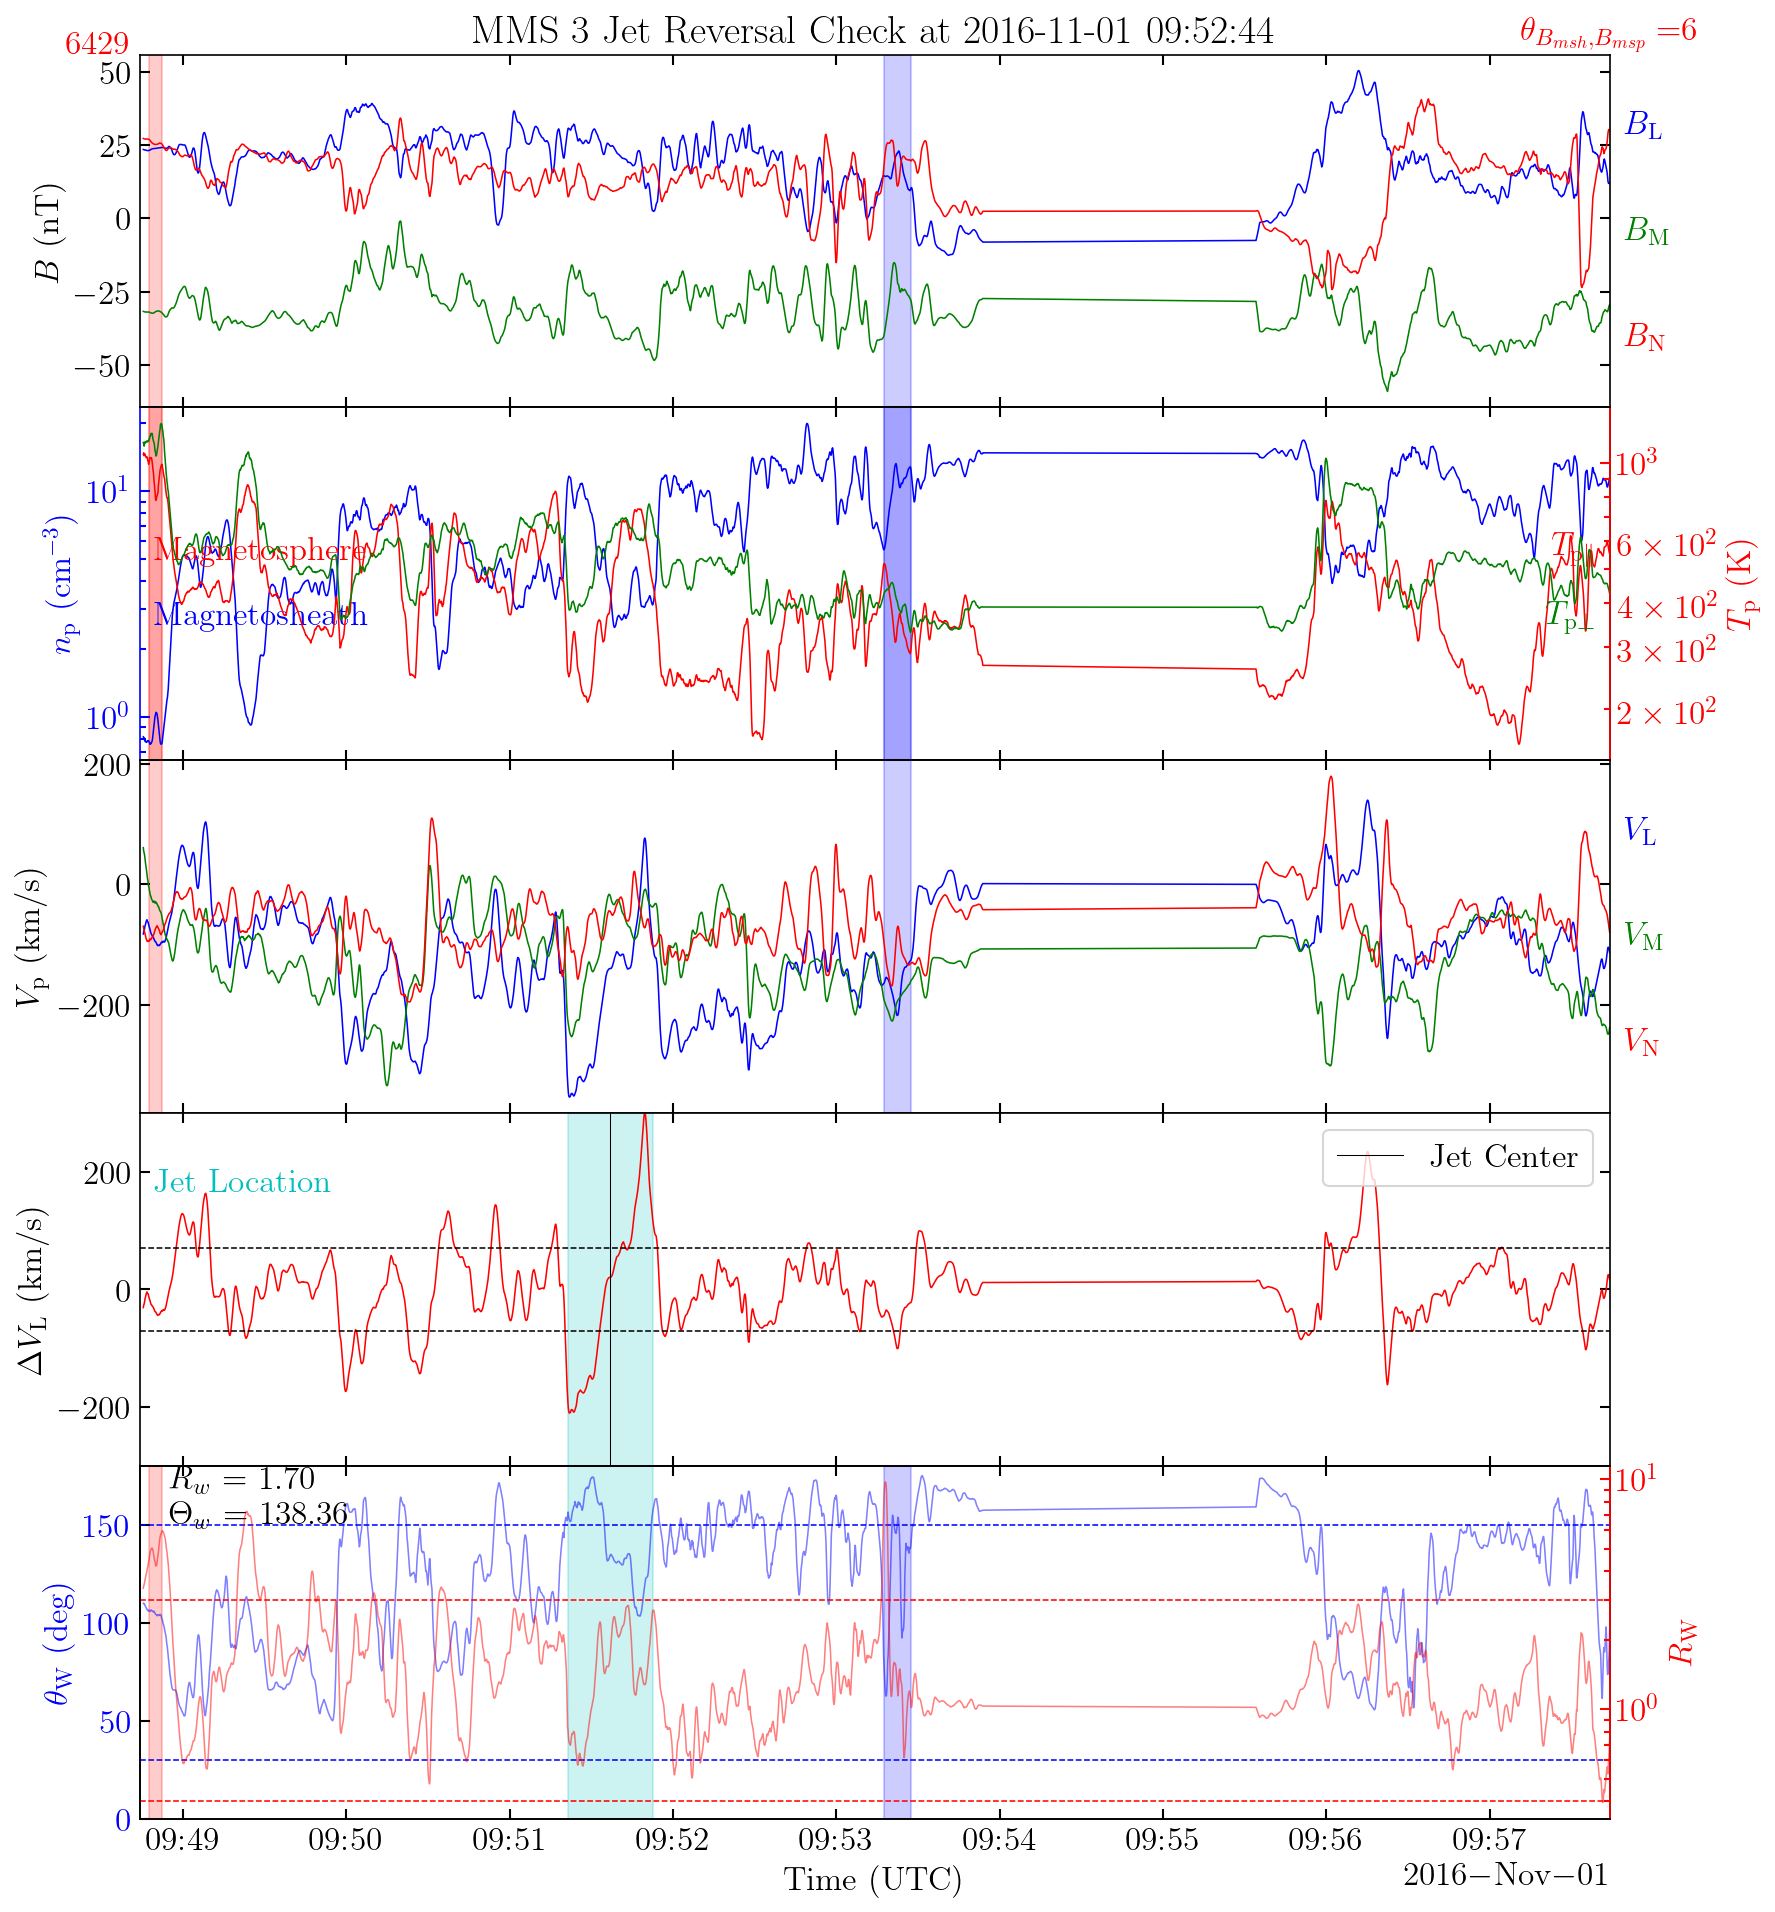 MMS 3 Jet Reversal Check at 2016-11-01 09:52:44
6429
θ_{B_{msh}, B_{msp}} =6
50
25
0
−25
−50
B (nT)
B_L
B_M
B_N
10^1
10^0
n_p (cm^{−3})
Magnetosphere
Magnetosheath
T_{p∥}
T_{p⊥}
10^3
6 × 10^2
4 × 10^2
3 × 10^2
2 × 10^2
T_p (K)
200
0
−200
V_p (km/s)
V_L
V_M
V_N
200
0
−200
ΔV_L (km/s)
Jet Location
Jet Center
R_w = 1.70
Θ_w = 138.36
150
100
50
0
θ_W (deg)
10^1
10^0
R_W
09:49 09:50 09:51 09:52 09:53 09:54 09:55 09:56 09:57
Time (UTC)
2016−Nov−01